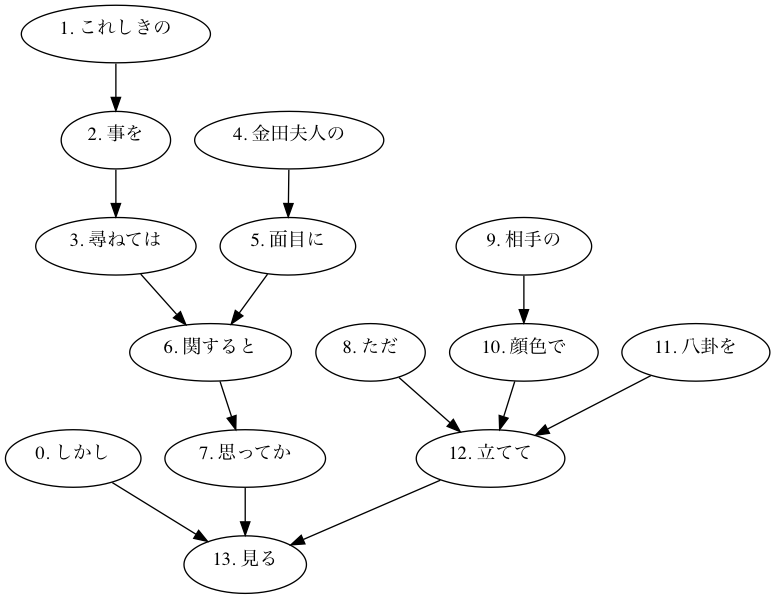 1. これしきの
2. 事を
4. 金田夫人の
3. 尋ねては
5. 面目に
9. 相手の
6. 関すると
8. ただ
10. 顔色で
11. 八卦を
0. しかし
7. 思ってか
12. 立てて
13. 見る